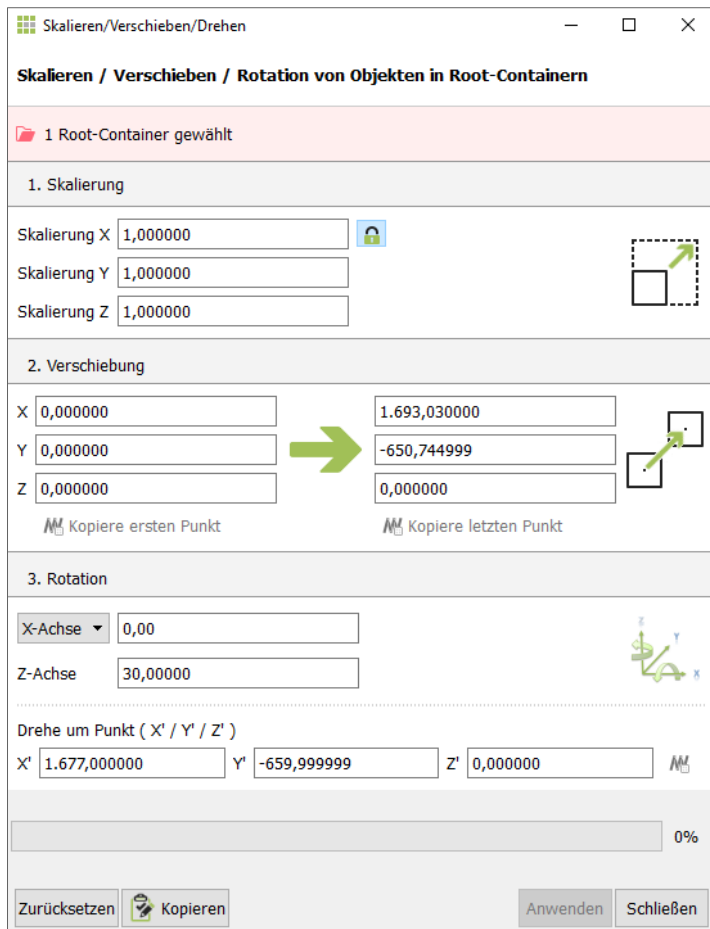 Skalieren/Verschieben/Drehen
Skalieren / Verschieben / Rotation von Objekten in Root-Containern
1 Root-Container gewählt
1. Skalierung
Skalierung X 1,000000
Skalierung Y 1,000000
Skalierung Z 1,000000
2. Verschiebung
X 0,000000 1.693,030000
Y 0,000000 -650,744999
Z 0,000000 0,000000
Kopiere ersten Punkt Kopiere letzten Punkt
3. Rotation
X-Achse 0,00
Z-Achse 30,00000
Z Y X
Drehe um Punkt ( X' / Y' / Z' )
X' 1.677,000000 Y' -659,999999 Z' 0,000000
0%
Zurücksetzen Kopieren Anwenden Schließen